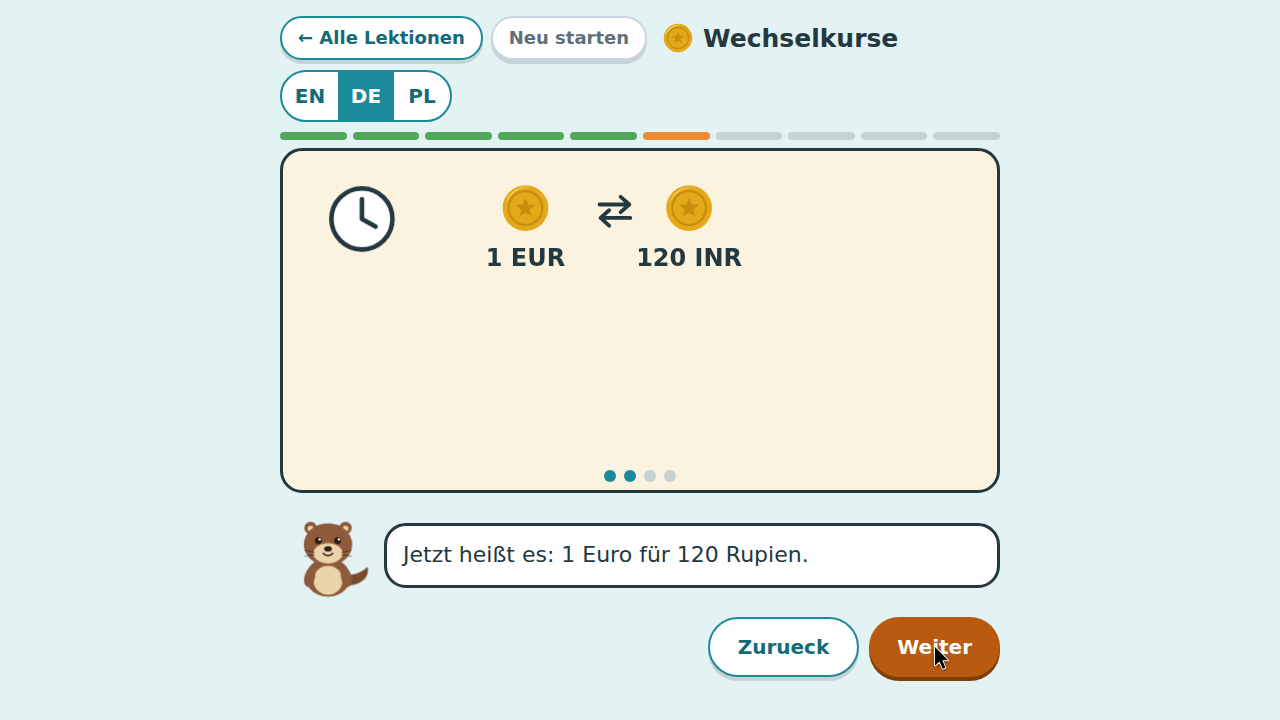 ← Alle Lektionen
Neu starten
Wechselkurse
EN DE PL
1 EUR
120 INR
Jetzt heißt es: 1 Euro für 120 Rupien.
Zurueck
Weiter